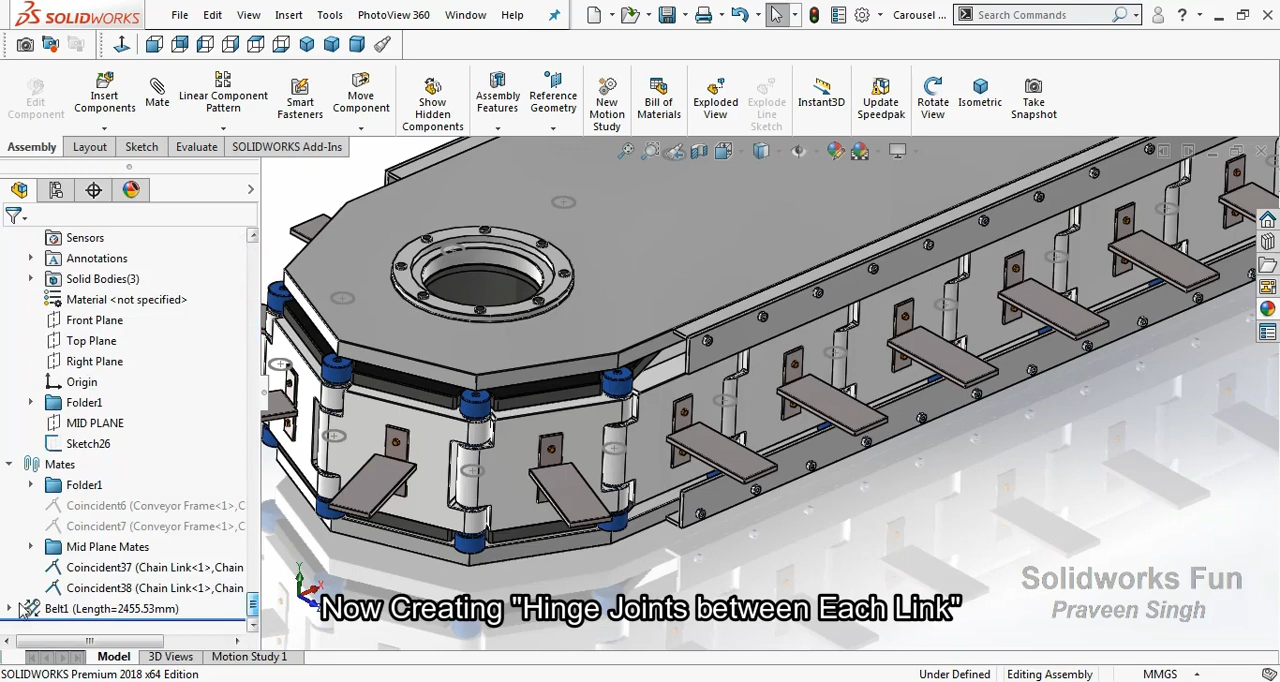 SOLIDWORKS
File Edit View Insert Tools PhotoView 360 Window Help
Carousel ...
Search Commands
Edit Component
Insert Components
Mate
Linear Component Pattern
Smart Fasteners
Move Component
Show Hidden Components
Assembly Features
Reference Geometry
New Motion Study
Bill of Materials
Exploded View
Explode Line Sketch
Instant3D
Update Speedpak
Rotate View
Isometric
Take Snapshot
Assembly Layout Sketch Evaluate SOLIDWORKS Add-Ins
Sensors
Annotations
Solid Bodies(3)
Material <not specified>
Front Plane
Top Plane
Right Plane
Origin
Folder1
MID PLANE
Sketch26
Mates
Folder1
Coincident6 (Conveyor Frame<1>,C
Coincident7 (Conveyor Frame<1>,C
Mid Plane Mates
Coincident37 (Chain Link<1>,Chain
Coincident38 (Chain Link<1>,Chain
Belt1 (Length=2455.53mm)
Y
X
Now Creating "Hinge Joints between Each Link"
Solidworks Fun
Praveen Singh
Model 3D Views Motion Study 1
SOLIDWORKS Premium 2018 x64 Edition
Under Defined Editing Assembly MMGS